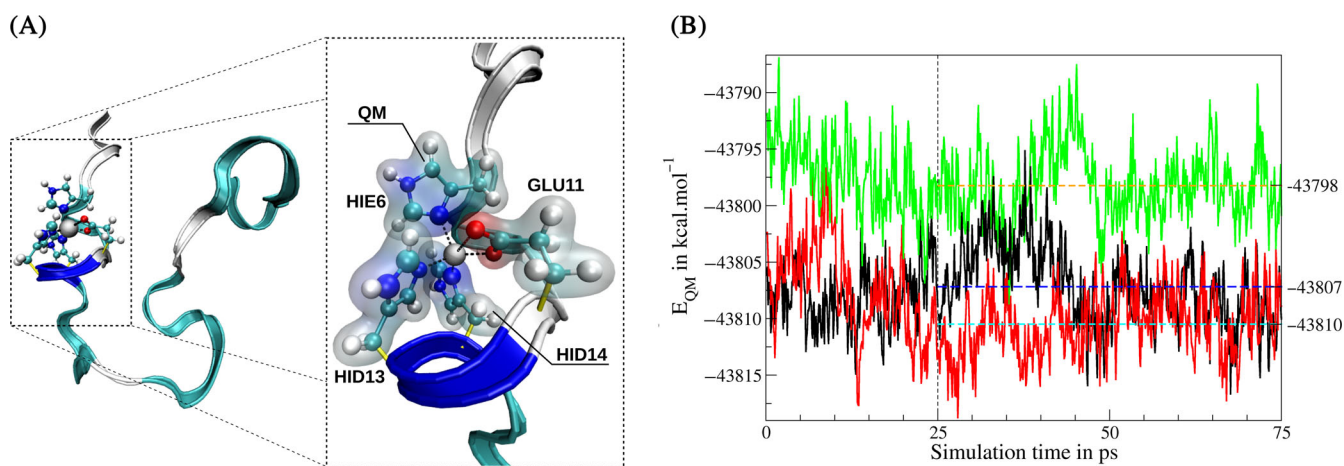 (A)
QM
HIE6
GLU11
HID13
HID14
(B)
E_QM in kcal.mol⁻¹
−43790
−43795
−43800
−43805
−43810
−43815
-43798
-43807
-43810
0 25 50 75
Simulation time in ps